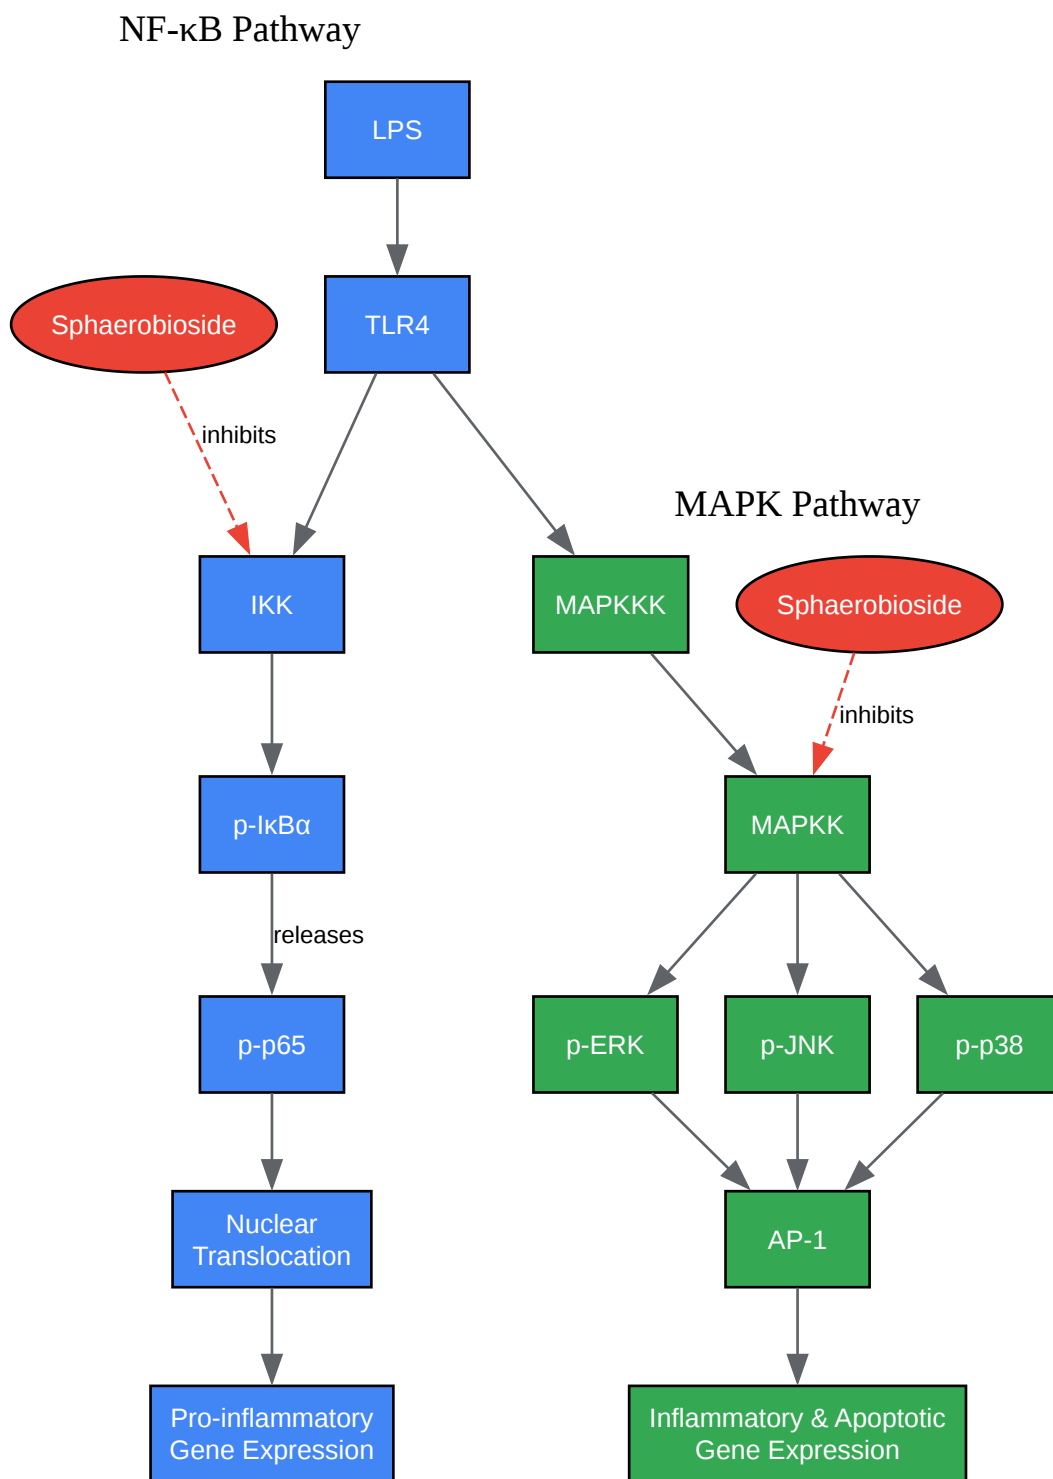 NF-κB Pathway
LPS
Sphaerobioside
TLR4
inhibits
MAPK Pathway
IKK
MAPKKK
Sphaerobioside
inhibits
p-IκBα
MAPKK
releases
p-p65
p-ERK
p-JNK
p-p38
Nuclear
Translocation
AP-1
Pro-inflammatory
Gene Expression
Inflammatory & Apoptotic
Gene Expression